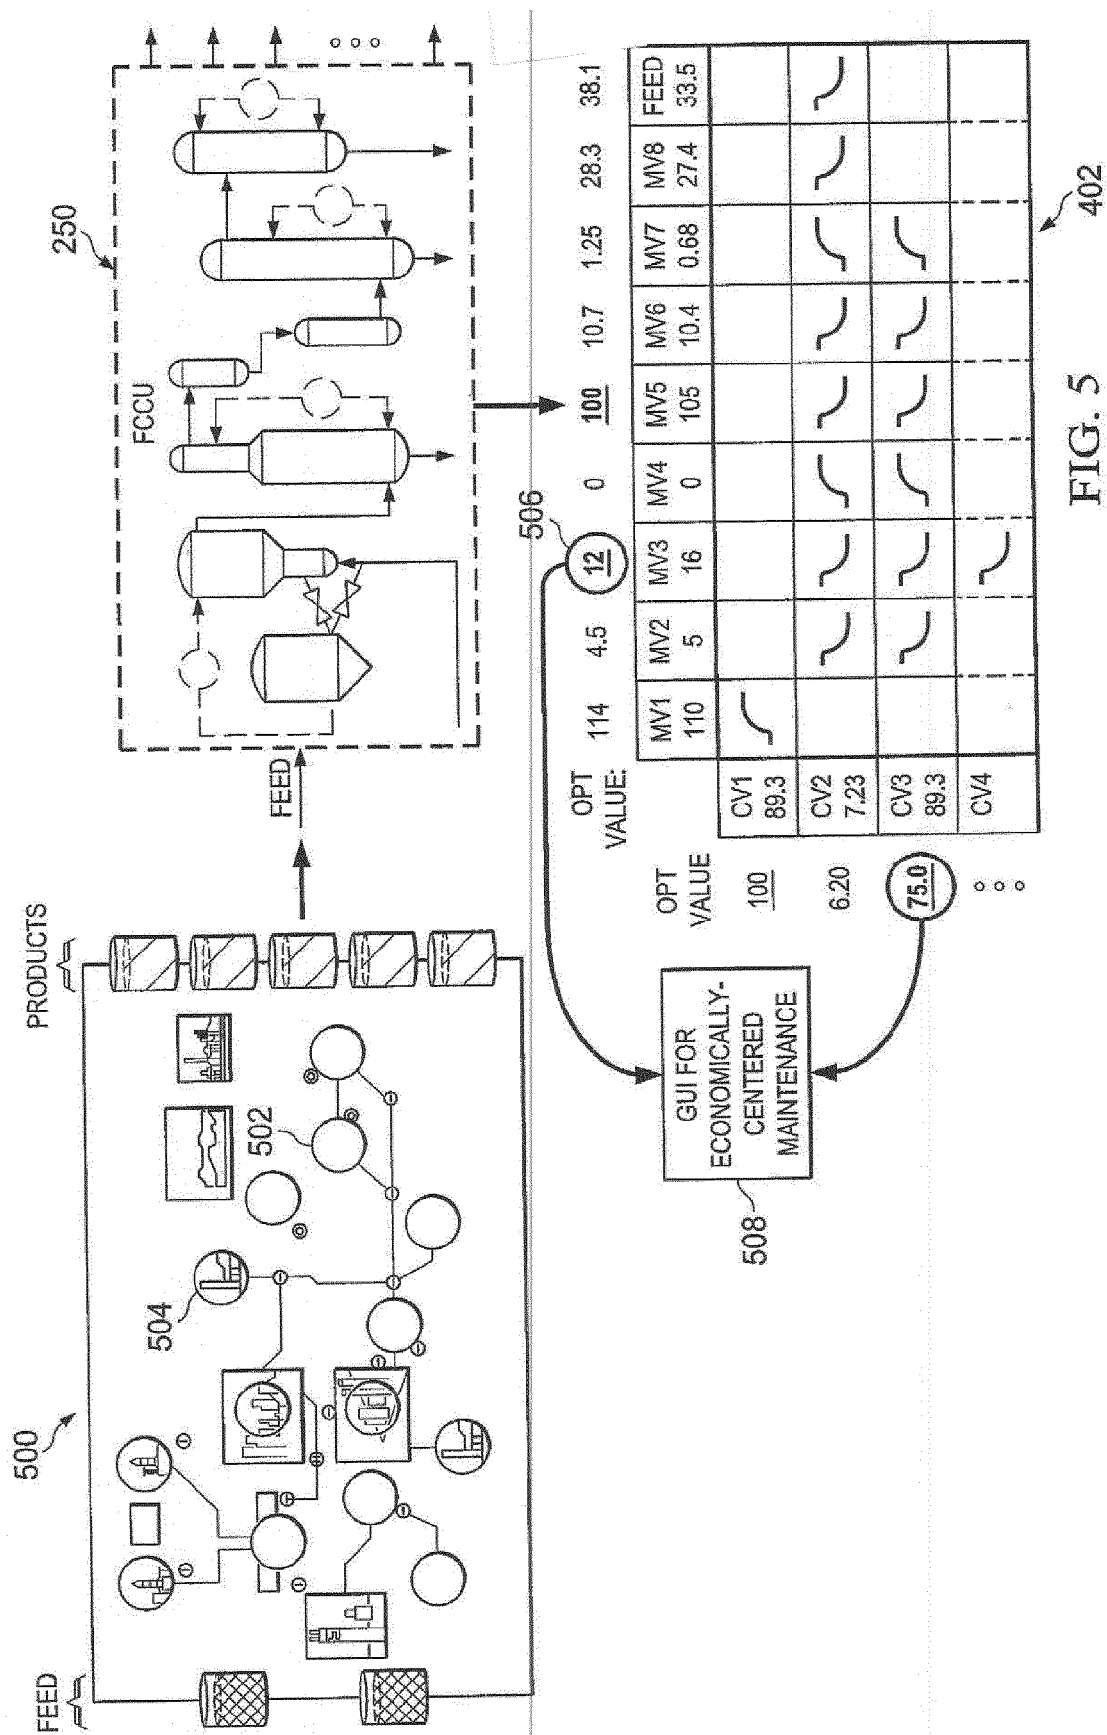 500
FEED
PRODUCTS
504
502
FEED
250
FCCU
506
OPT
VALUE:
114
4.5
12
0
100
10.7
1.25
28.3
38.1
MV1
110
MV2
5
MV3
16
MV4
0
MV5
105
MV6
10.4
MV7
0.68
MV8
27.4
FEED
33.5
OPT
VALUE
100
CV1
89.3
6.20
CV2
7.23
75.0
CV3
89.3
CV4
402
GUI FOR
ECONOMICALLY-
CENTERED
MAINTENANCE
508
FIG. 5